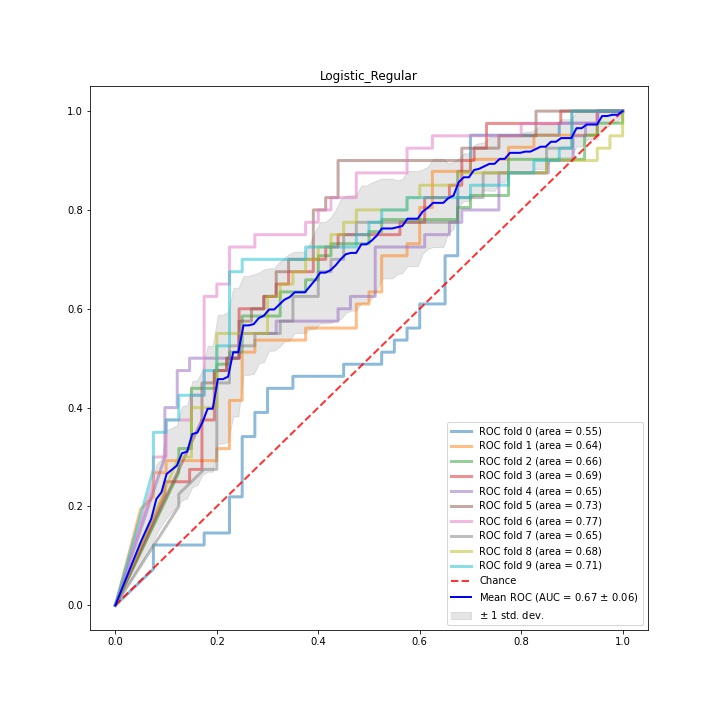 Logistic_Regular
1.0
0.8
0.6
0.4
0.2
0.0
0.0 0.2 0.4 0.6 0.8 1.0
ROC fold 0 (area = 0.55)
ROC fold 1 (area = 0.64)
ROC fold 2 (area = 0.66)
ROC fold 3 (area = 0.69)
ROC fold 4 (area = 0.65)
ROC fold 5 (area = 0.73)
ROC fold 6 (area = 0.77)
ROC fold 7 (area = 0.65)
ROC fold 8 (area = 0.68)
ROC fold 9 (area = 0.71)
Chance
Mean ROC (AUC = 0.67 ± 0.06)
± 1 std. dev.